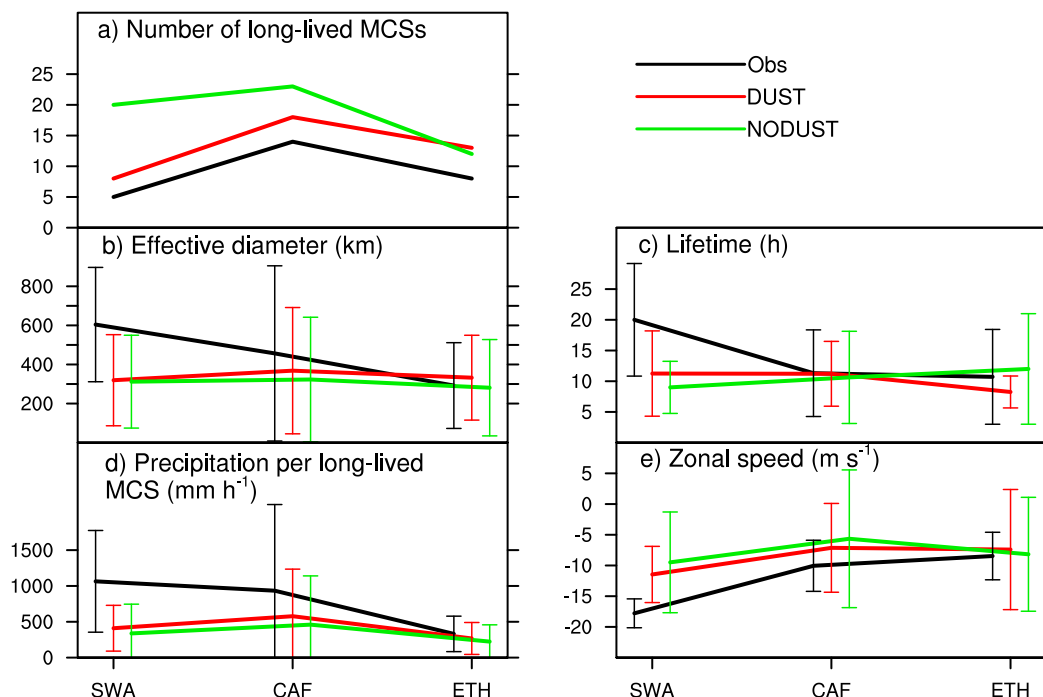 a) Number of long-lived MCSs
25
20
15
10
5
0
Obs
DUST
NODUST
b) Effective diameter (km)
800
600
400
200
c) Lifetime (h)
25
20
15
10
5
d) Precipitation per long-lived
MCS (mm h⁻¹)
1500
1000
500
0
SWA
CAF
ETH
e) Zonal speed (m s⁻¹)
5
0
-5
-10
-15
-20
SWA
CAF
ETH